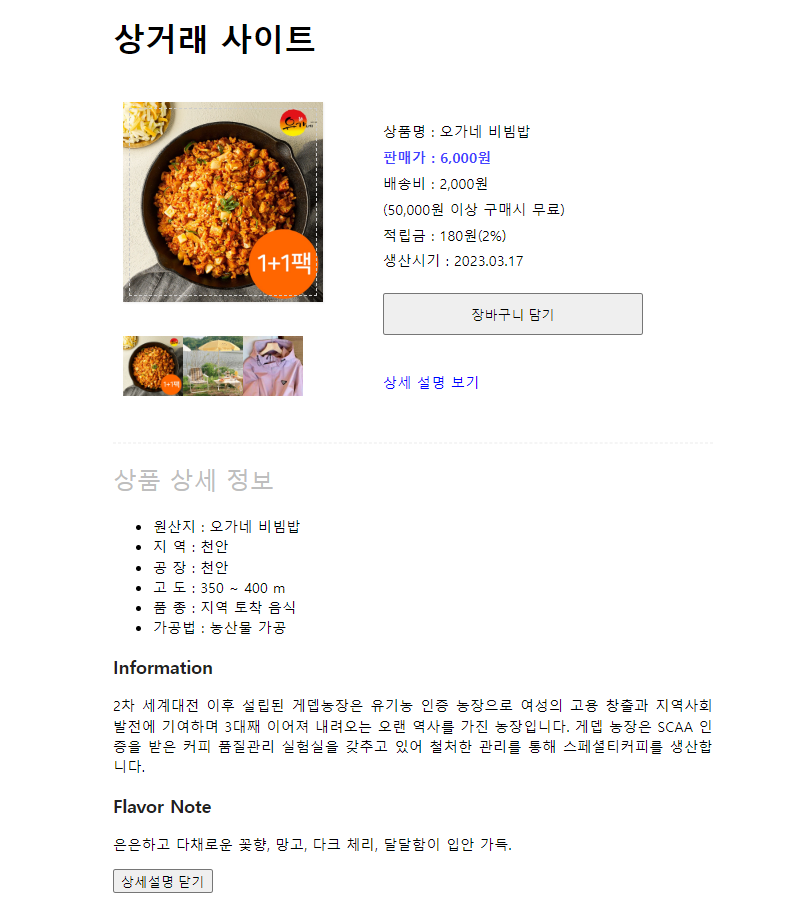 상거래 사이트
1+1팩
상품명 : 오가네 비빔밥
판매가 : 6,000원
배송비 : 2,000원
(50,000원 이상 구매시 무료)
적립금 : 180원(2%)
생산시기 : 2023.03.17
장바구니 담기
1+1팩
상세 설명 보기
상품 상세 정보
원산지 : 오가네 비빔밥
지 역 : 천안
공 장 : 천안
고 도 : 350 ~ 400 m
품 종 : 지역 토착 음식
가공법 : 농산물 가공
Information
2차 세계대전 이후 설립된 게뎁농장은 유기농 인증 농장으로 여성의 고용 창출과 지역사회
발전에 기여하며 3대째 이어져 내려오는 오랜 역사를 가진 농장입니다. 게뎁 농장은 SCAA 인
증을 받은 커피 품질관리 실험실을 갖추고 있어 철처한 관리를 통해 스페셜티커피를 생산합
니다.
Flavor Note
은은하고 다채로운 꽃향, 망고, 다크 체리, 달달함이 입안 가득.
상세설명 닫기